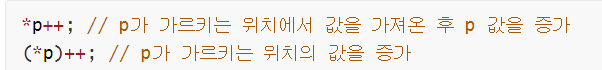 *p++; // p가 가르키는 위치에서 값을 가져온 후 p 값을 증가
(*p)++; // p가 가르키는 위치의 값을 증가